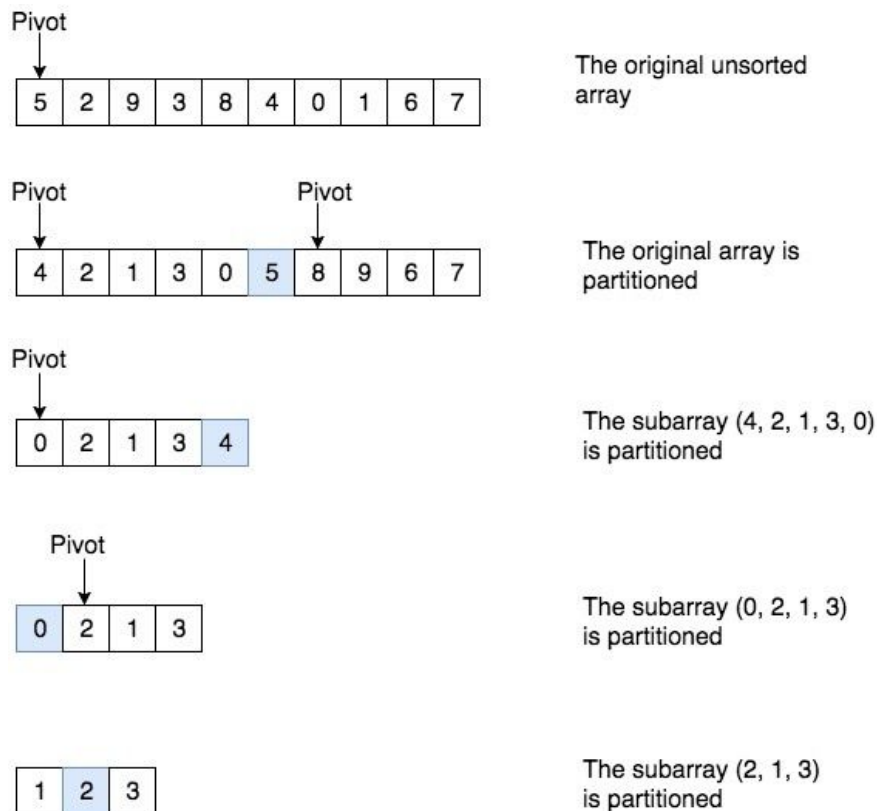 Pivot
5 2 9 3 8 4 0 1 6 7
The original unsorted
array
Pivot Pivot
4 2 1 3 0 5 8 9 6 7
The original array is
partitioned
Pivot
0 2 1 3 4
The subarray (4, 2, 1, 3, 0)
is partitioned
Pivot
0 2 1 3
The subarray (0, 2, 1, 3)
is partitioned
1 2 3
The subarray (2, 1, 3)
is partitioned